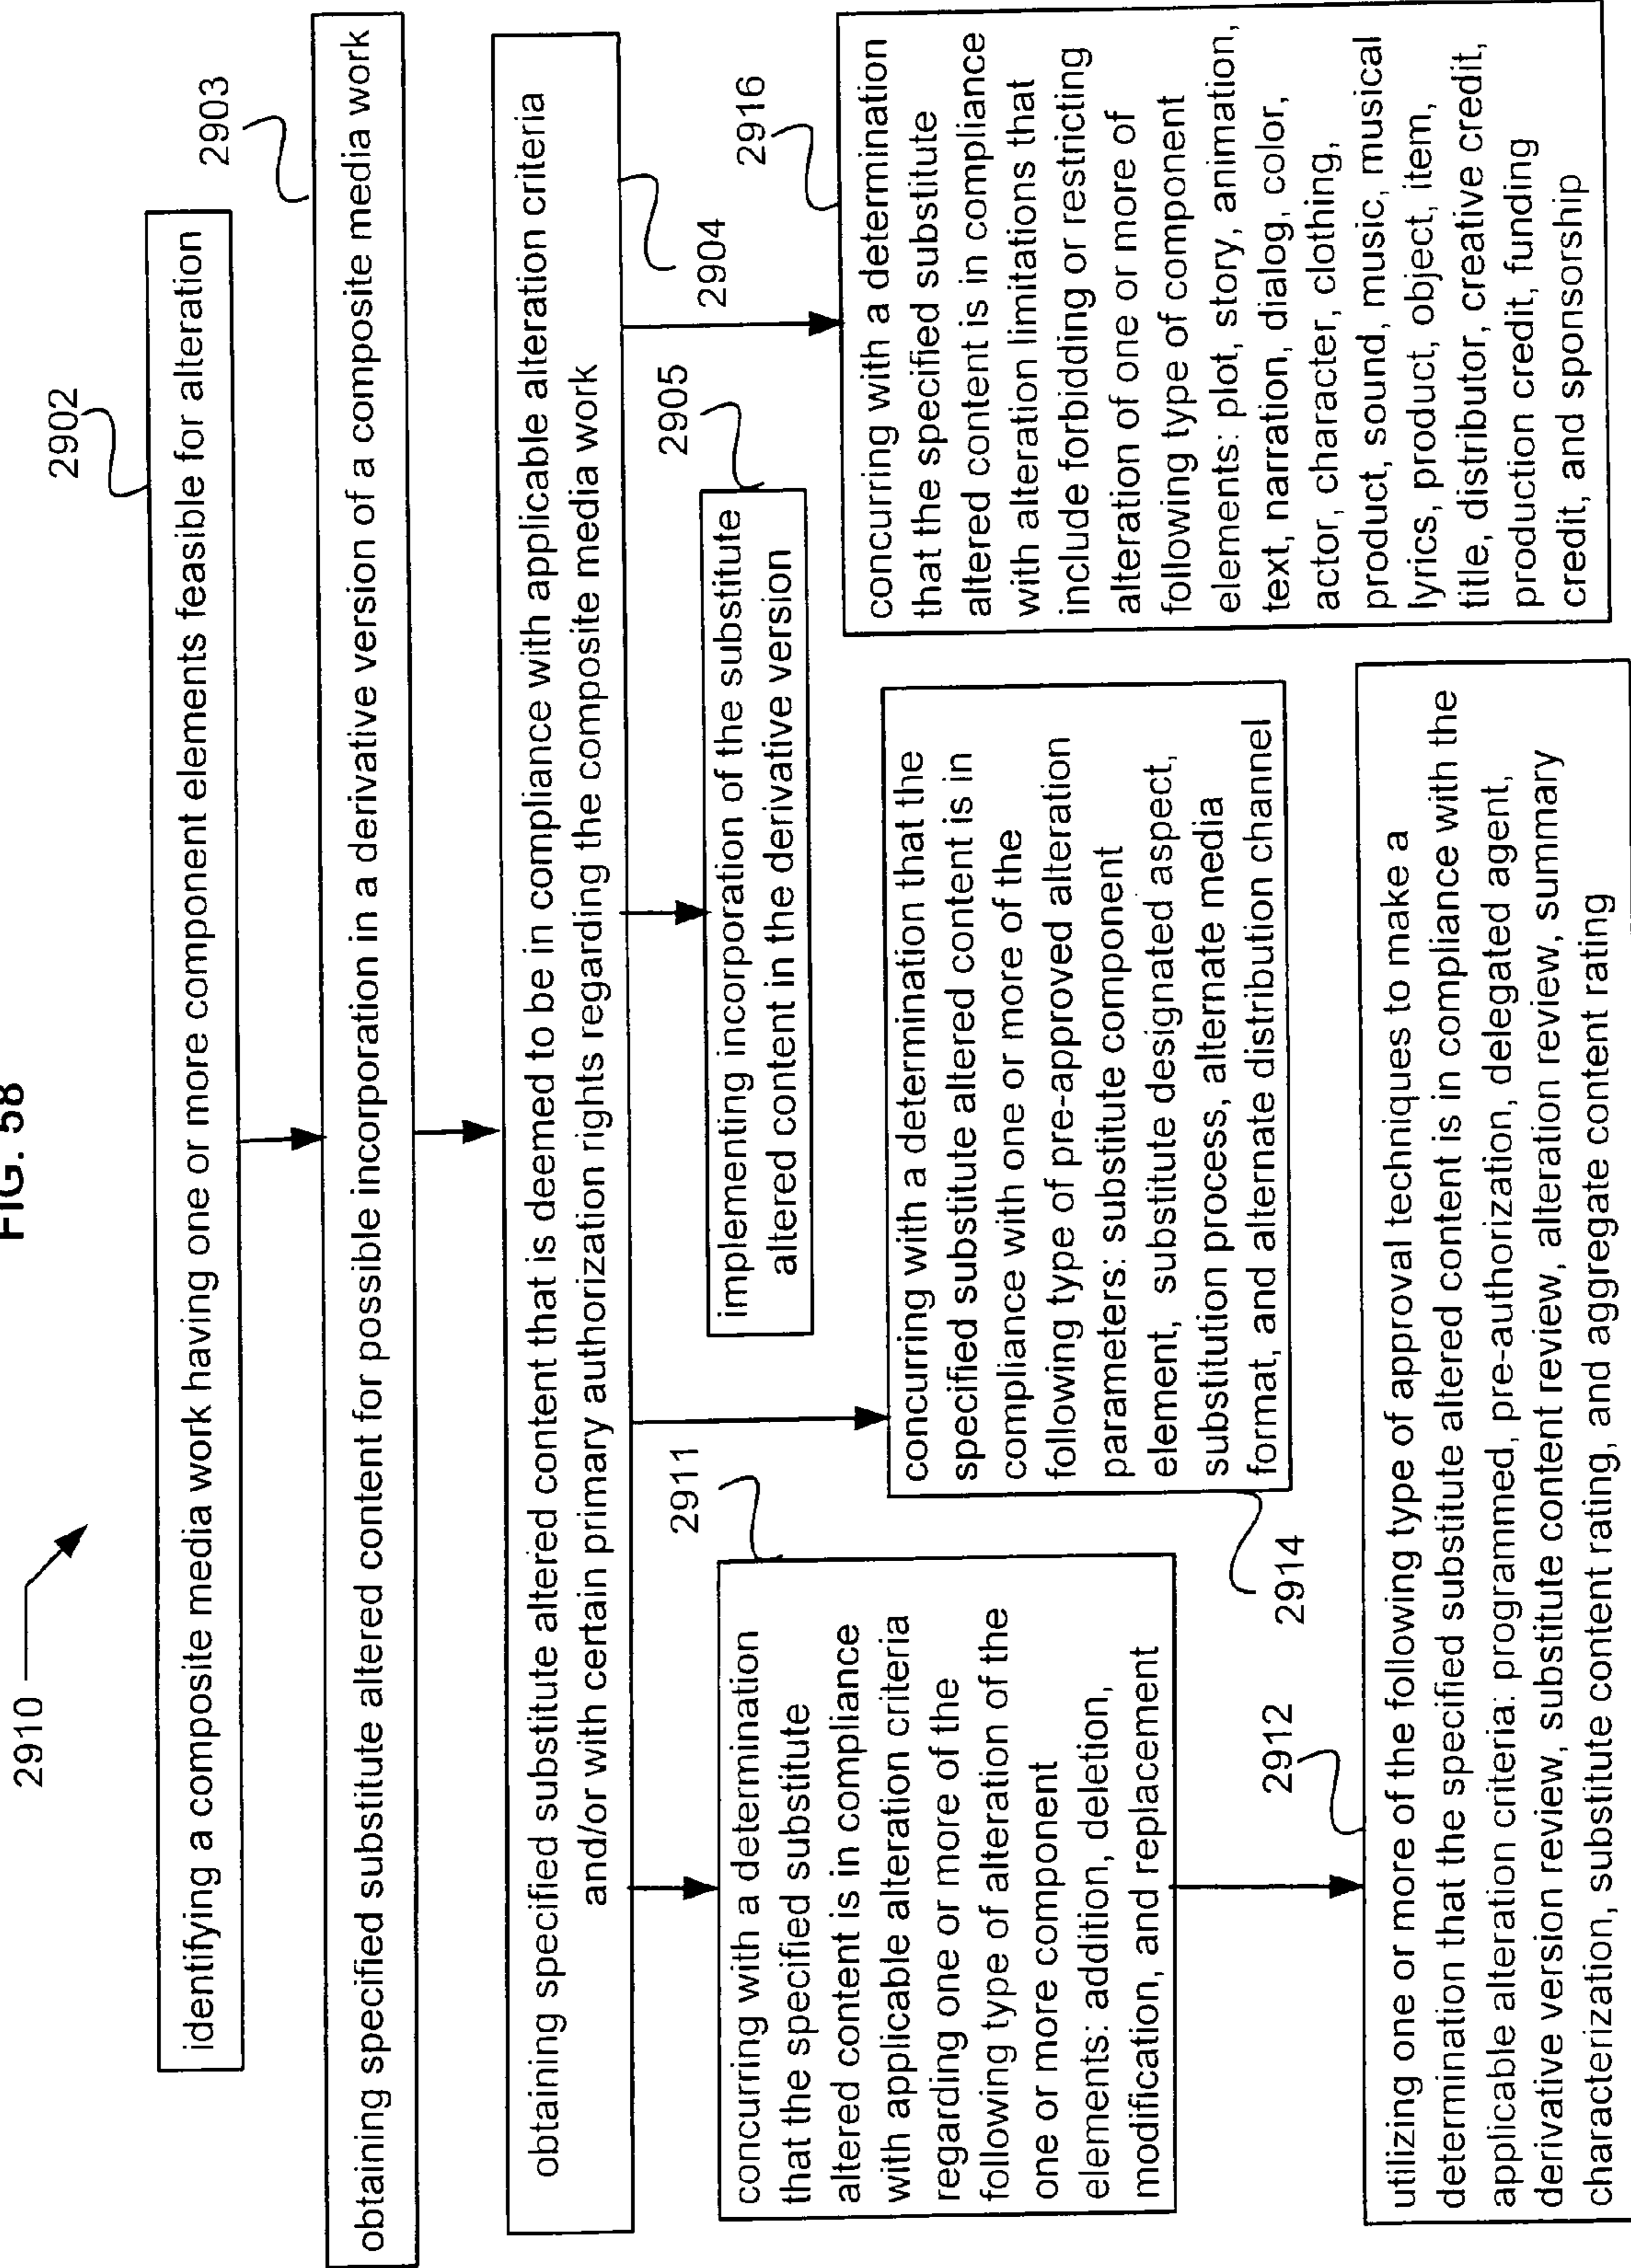 FIG. 58
2910
2902
identifying a composite media work having one or more component elements feasible for alteration
2903
obtaining specified substitute altered content for possible incorporation in a derivative version of a composite media work
obtaining specified substitute altered content that is deemed to be in compliance with applicable alteration criteria
and/or with certain primary authorization rights regarding the composite media work
2904
2911
concurring with a determination
that the specified substitute
altered content is in compliance
with applicable alteration criteria
regarding one or more of the
following type of alteration of the
one or more component
elements: addition, deletion,
modification, and replacement
2905
implementing incorporation of the substitute
altered content in the derivative version
concurring with a determination that the
specified substitute altered content is in
compliance with one or more of the
following type of pre-approved alteration
parameters: substitute component
element, substitute designated aspect,
substitution process, alternate media
format, and alternate distribution channel
2914
2916
concurring with a determination
that the specified substitute
altered content is in compliance
with alteration limitations that
include forbidding or restricting
alteration of one or more of
following type of component
elements: plot, story, animation,
text, narration, dialog, color,
actor, character, clothing,
product, sound, music, musical
lyrics, product, object, item,
title, distributor, creative credit,
production credit, funding
credit, and sponsorship
2912
utilizing one or more of the following type of approval techniques to make a
determination that the specified substitute altered content is in compliance with the
applicable alteration criteria: programmed, pre-authorization, delegated agent,
derivative version review, substitute content review, alteration review, summary
characterization, substitute content rating, and aggregate content rating